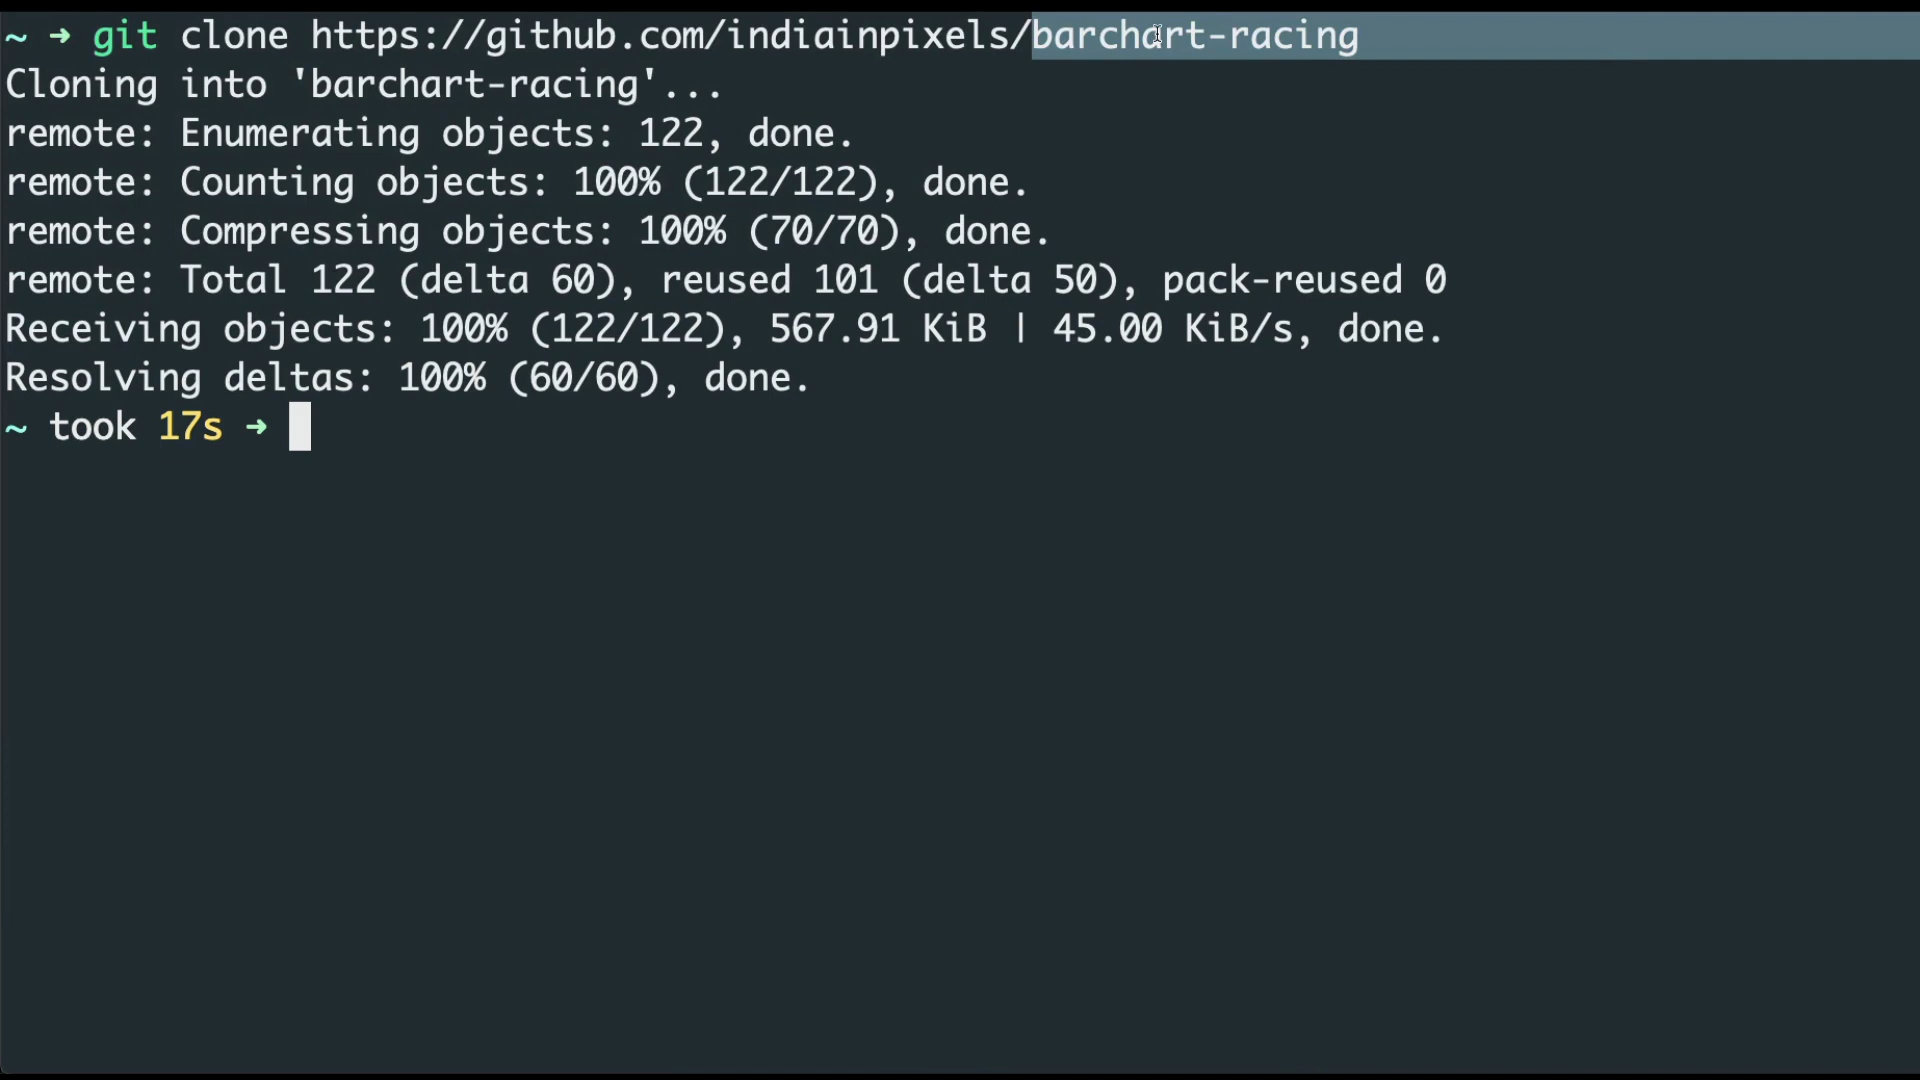 ~ ➜ git clone https://github.com/indiainpixels/barchart-racing
Cloning into 'barchart-racing'...
remote: Enumerating objects: 122, done.
remote: Counting objects: 100% (122/122), done.
remote: Compressing objects: 100% (70/70), done.
remote: Total 122 (delta 60), reused 101 (delta 50), pack-reused 0
Receiving objects: 100% (122/122), 567.91 KiB | 45.00 KiB/s, done.
Resolving deltas: 100% (60/60), done.
~ took 17s ➜